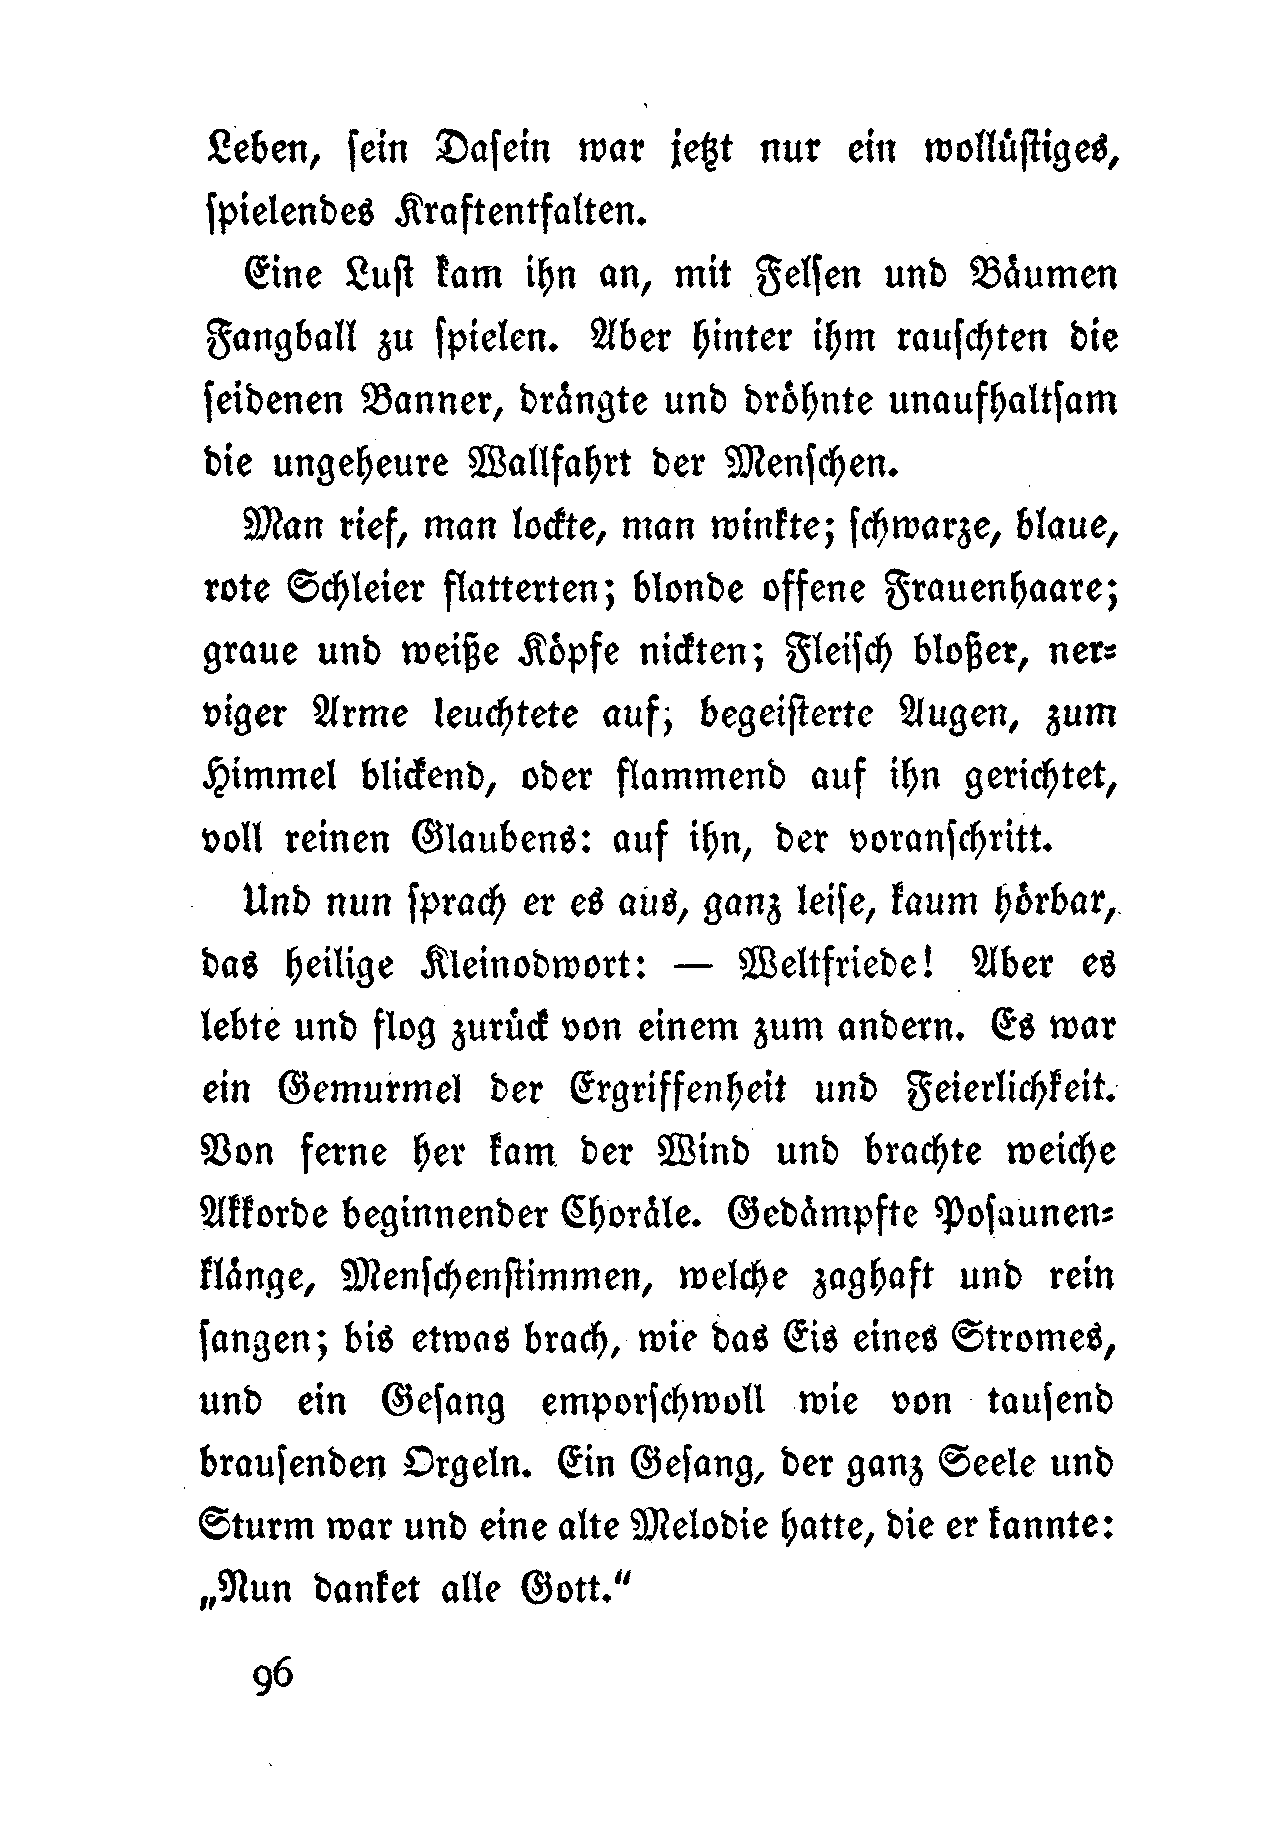 Leben, ſein Daſein war jetzt nur ein wollüſtiges,
ſpielendes Kraftentfalten.
Eine Luſt kam ihn an, mit Felſen und Bäumen
Fangball zu ſpielen. Aber hinter ihm rauſchten die
ſeidenen Banner, drängte und dröhnte unaufhaltſam
die ungeheure Wallfahrt der Menſchen.
Man rief, man lockte, man winkte; ſchwarze, blaue,
rote Schleier flatterten; blonde offene Frauenhaare;
graue und weiße Köpfe nickten; Fleiſch bloßer, ner⸗
viger Arme leuchtete auf; begeiſterte Augen, zum
Himmel blickend, oder flammend auf ihn gerichtet,
voll reinen Glaubens: auf ihn, der voranſchritt.
Und nun ſprach er es aus, ganz leiſe, kaum hörbar,
das heilige Kleinodwort: — Weltfriede! Aber es
lebte und flog zurück von einem zum andern. Es war
ein Gemurmel der Ergriffenheit und Feierlichkeit.
Von ferne her kam der Wind und brachte weiche
Akkorde beginnender Choräle. Gedämpfte Poſaunen⸗
klänge, Menſchenſtimmen, welche zaghaft und rein
ſangen; bis etwas brach, wie das Eis eines Stromes,
und ein Geſang emporſchwoll wie von tauſend
brauſenden Orgeln. Ein Geſang, der ganz Seele und
Sturm war und eine alte Melodie hatte, die er kannte:
„Nun danket alle Gott.“
96